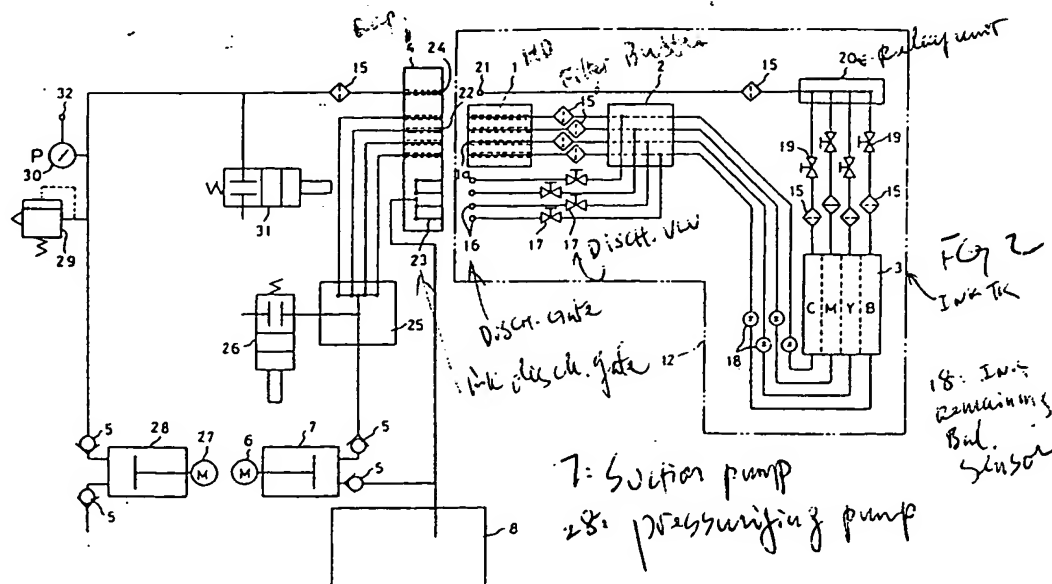 4 24 1 HD Filter Buffer 2
32 15 21 15 20 Relay unit
22 15
P 19 19
30
31 15 15
29 16 17 17
23 Disch. VLV
3 FIG 2
INK TK
25 C M Y B
26 Disch. Gate
18
Ink disch. gate 12
18: Ink
remaining
Bal.
Sensor
5 28 27 6 7 5
M M
5 5
7: Suction pump
28: pressurizing pump
8